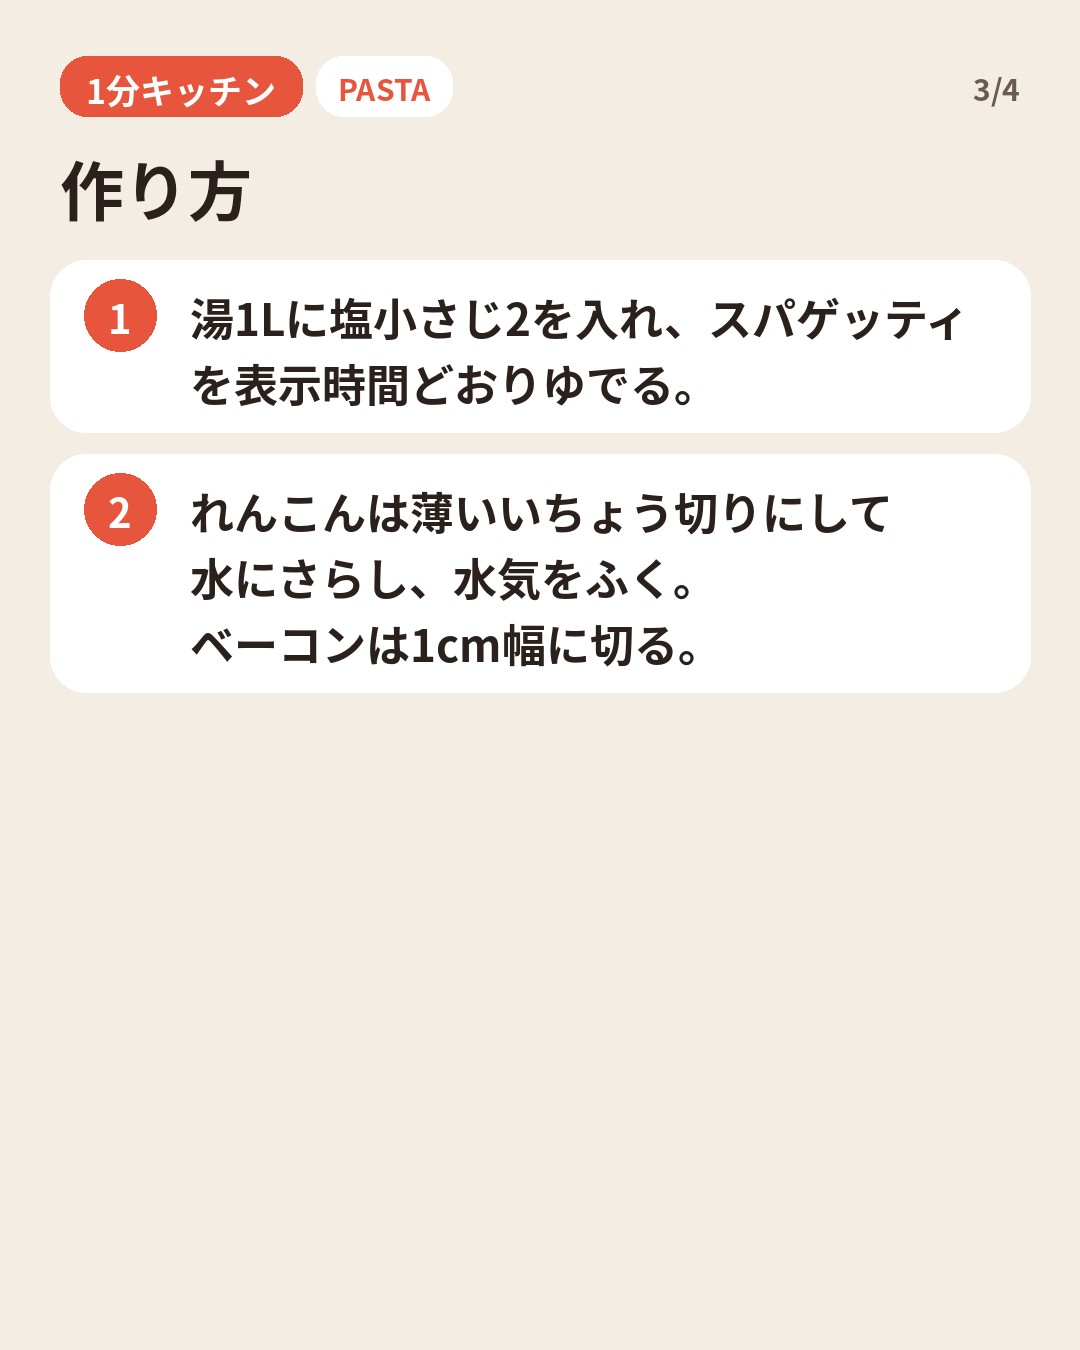 1分キッチン PASTA 3/4
作り方
1 湯1Lに塩小さじ2を入れ、スパゲッティ
を表示時間どおりゆでる。
2 れんこんは薄いいちょう切りにして
水にさらし、水気をふく。
ベーコンは1cm幅に切る。